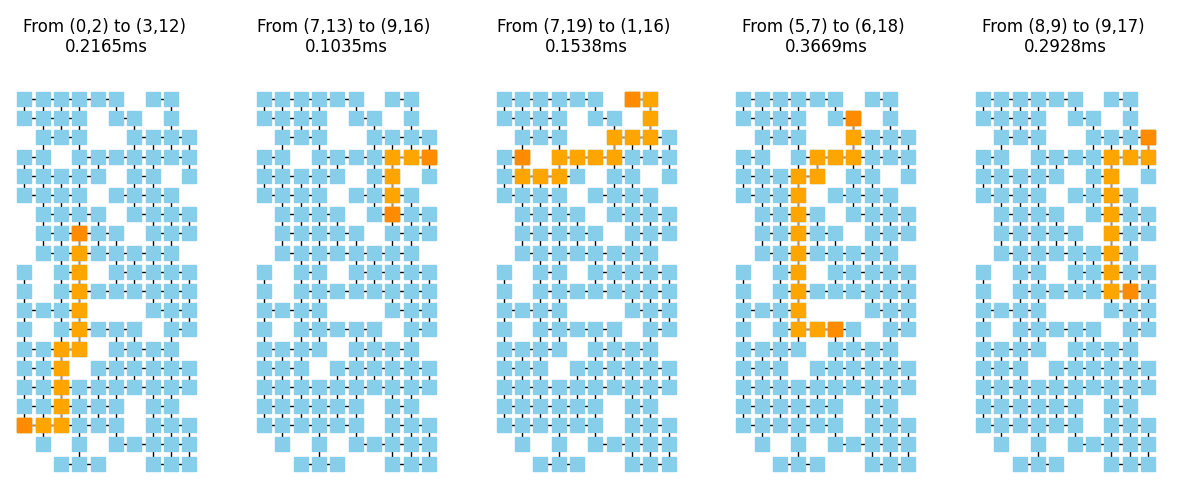 From (0,2) to (3,12)
0.2165ms
From (7,13) to (9,16)
0.1035ms
From (7,19) to (1,16)
0.1538ms
From (5,7) to (6,18)
0.3669ms
From (8,9) to (9,17)
0.2928ms